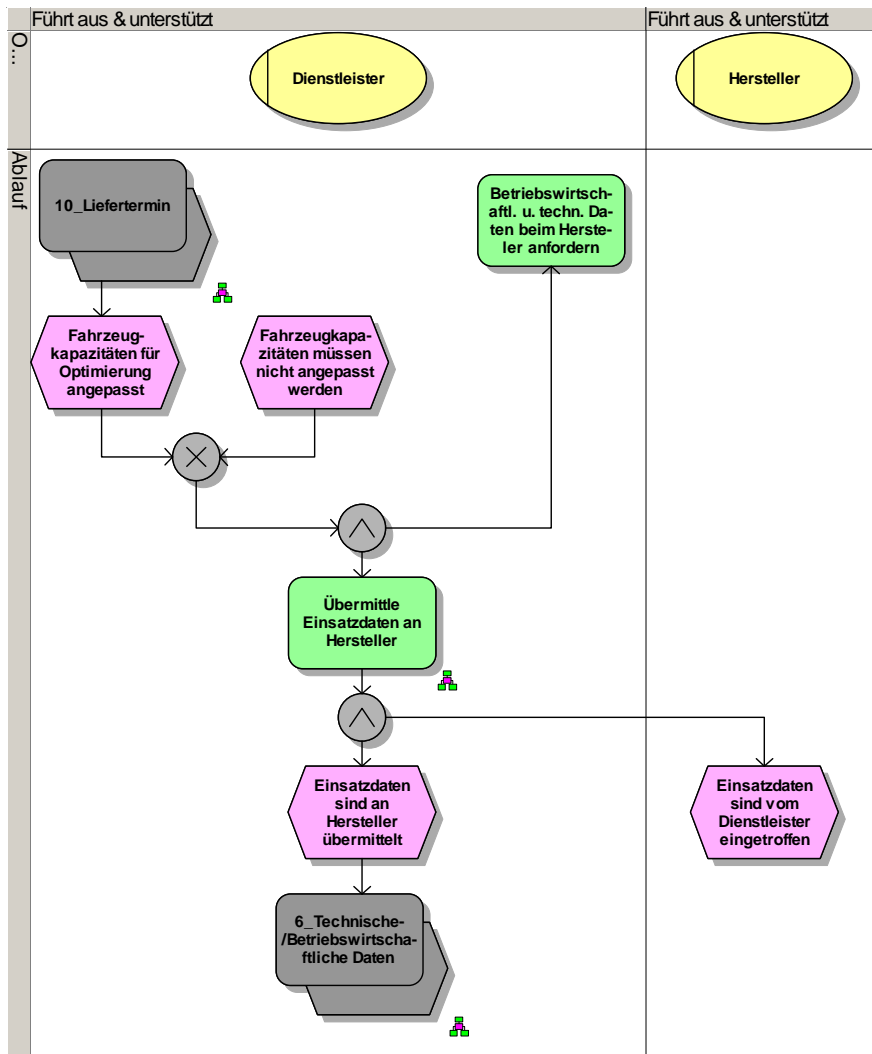 Führt aus & unterstützt
Führt aus & unterstützt
O...
Dienstleister
Hersteller
Ablauf
10_Liefertermin
Betriebswirtsch-
aftl. u. techn. Da-
ten beim Herste-
ller anfordern
Fahrzeug-
kapazitäten für
Optimierung
angepasst
Fahrzeugkapa-
zitäten müssen
nicht angepasst
werden
Übermittle
Einsatzdaten an
Hersteller
Einsatzdaten
sind an
Hersteller
übermittelt
Einsatzdaten
sind vom
Dienstleister
eingetroffen
6_Technische-
/Betriebswirtscha-
ftliche Daten